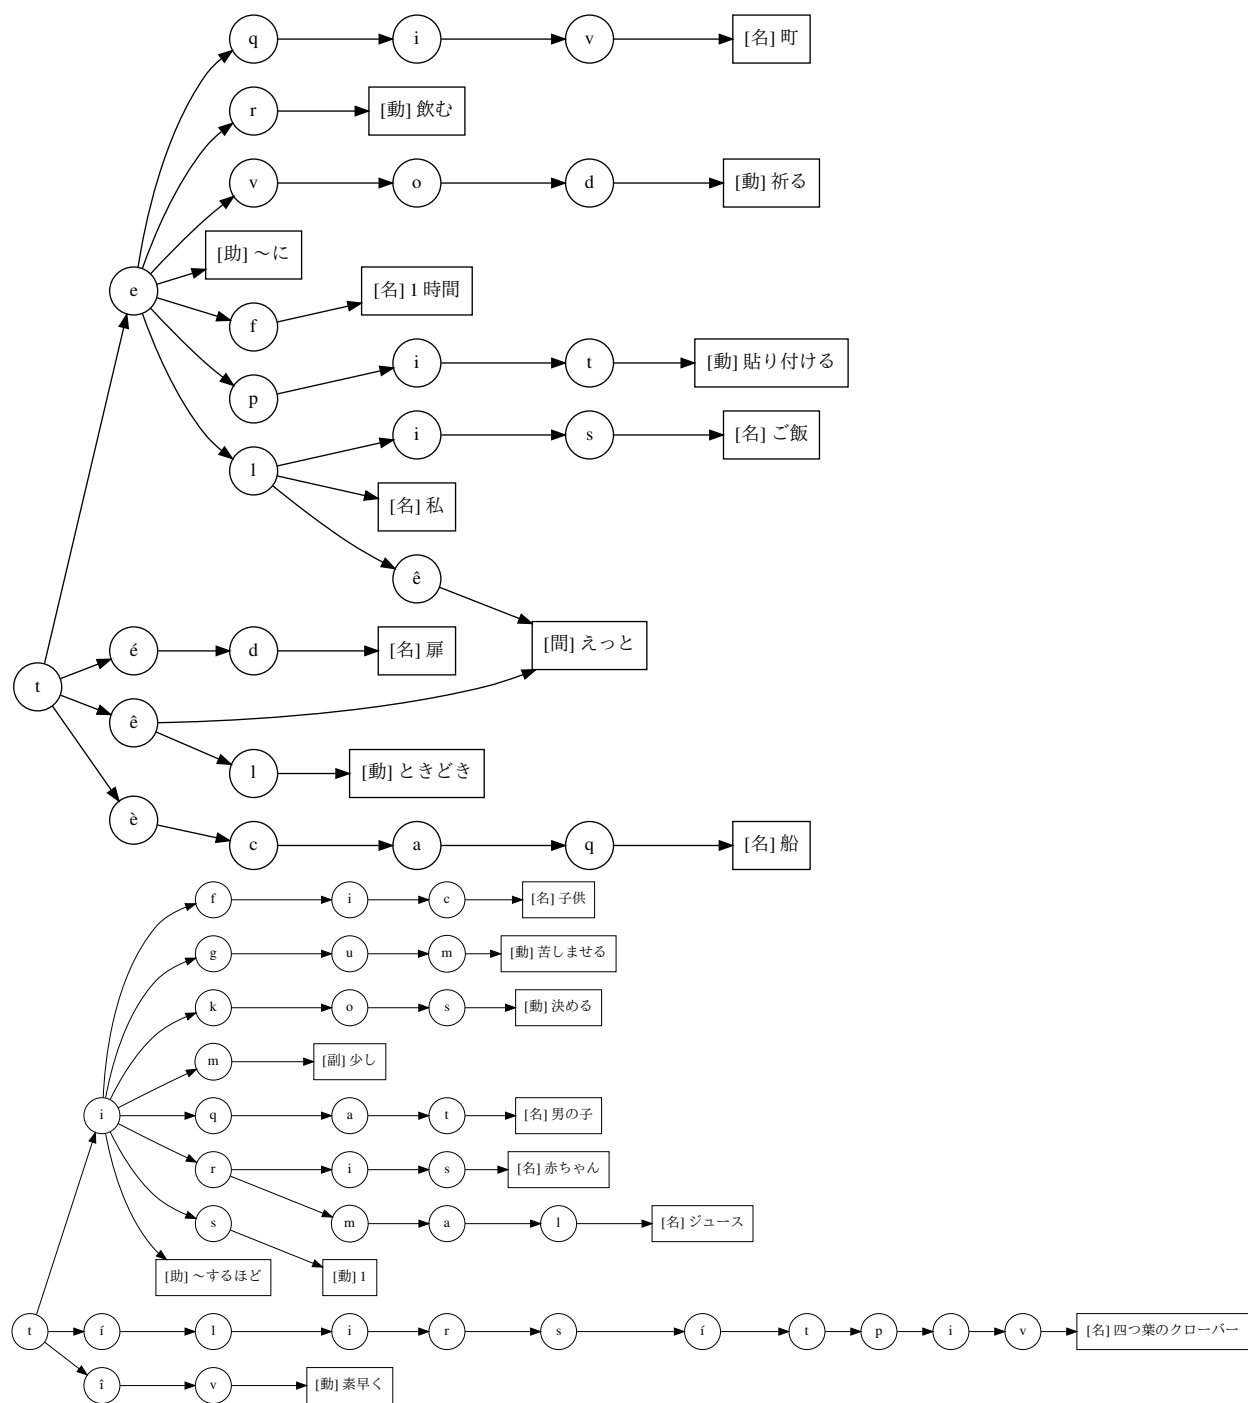 q i v [名] 町
r [動] 飲む
v o d [動] 祈る
[助] ～に
e
f [名] 1 時間
p i t [動] 貼り付ける
l i s [名] ご飯
[名] 私
ê
[間] えっと
é d [名] 扉
t
ê
l [動] ときどき
è c a q [名] 船
f i c [名] 子供
g u m [動] 苦しませる
k o s [動] 決める
m [副] 少し
i q a t [名] 男の子
r i s [名] 赤ちゃん
s m a l [名] ジュース
[助] ～するほど [動] 1
t í l i r s í t p i v [名] 四つ葉のクローバー
î v [動] 素早く